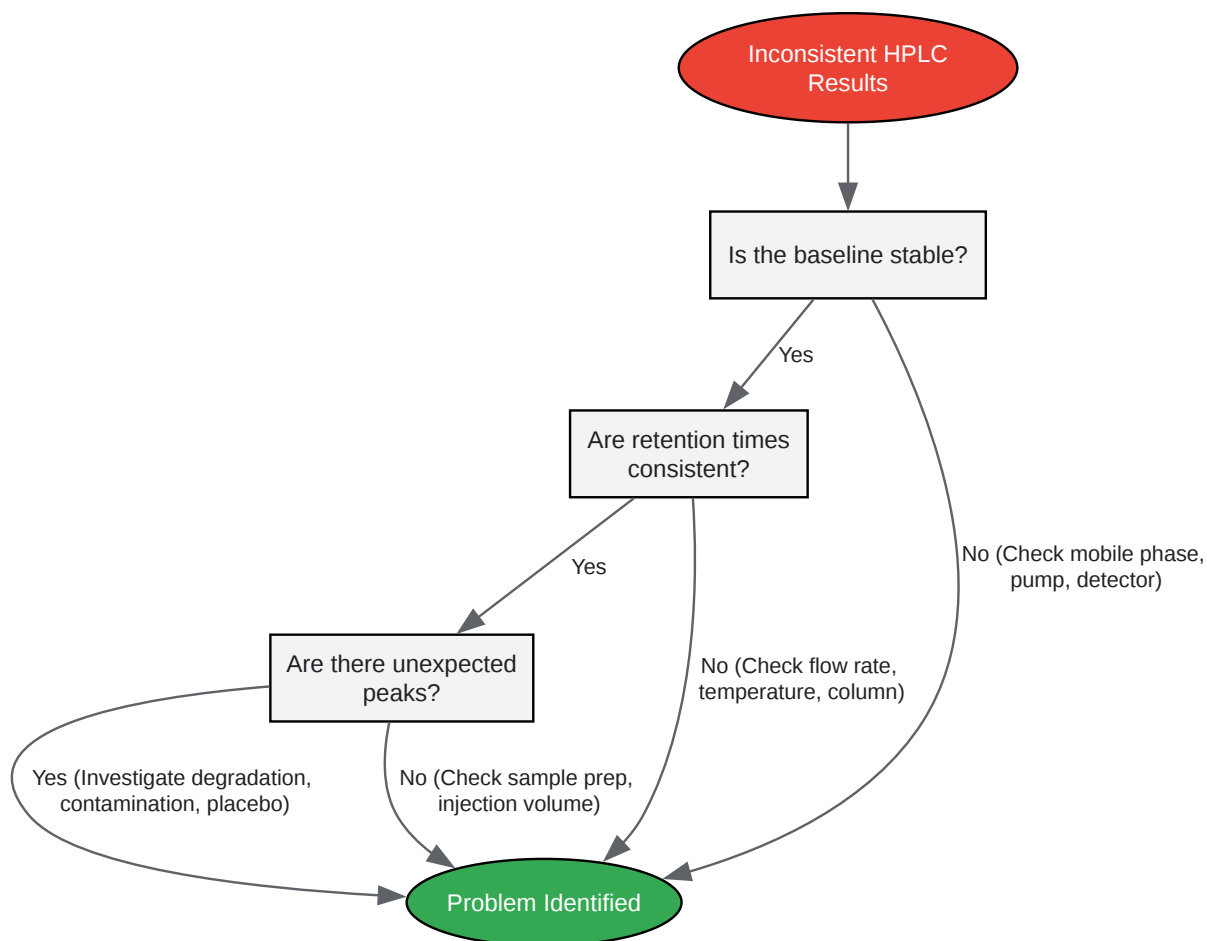 Inconsistent HPLC
Results
Is the baseline stable?
Yes
Are retention times
consistent?
Yes
No (Check mobile phase,
pump, detector)
Are there unexpected
peaks?
No (Check flow rate,
temperature, column)
Yes (Investigate degradation,
contamination, placebo)
No (Check sample prep,
injection volume)
Problem Identified